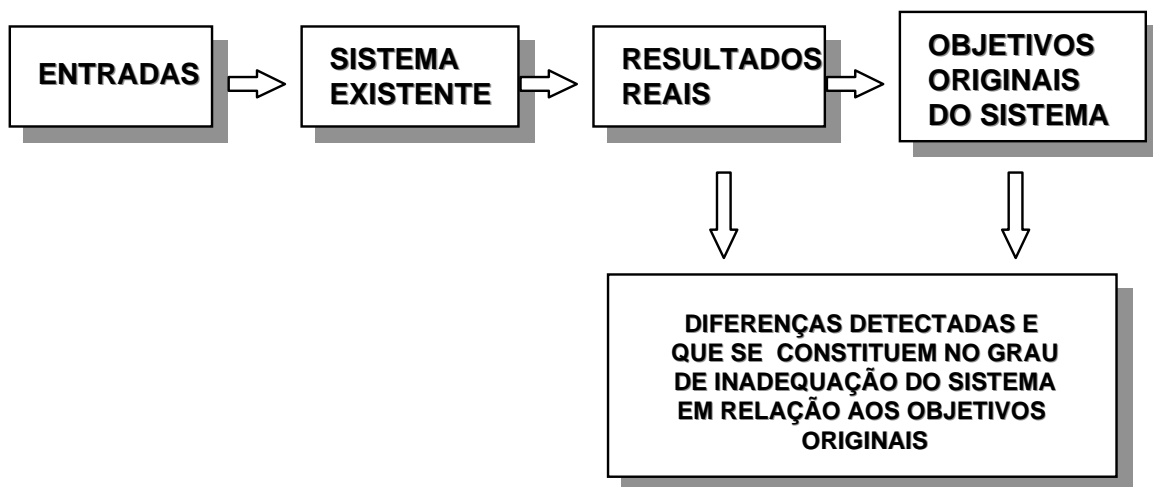 ENTRADAS
SISTEMA
EXISTENTE
RESULTADOS
REAIS
OBJETIVOS
ORIGINAIS
DO SISTEMA
DIFERENÇAS DETECTADAS E
QUE SE CONSTITUEM NO GRAU
DE INADEQUAÇÃO DO SISTEMA
EM RELAÇÃO AOS OBJETIVOS
ORIGINAIS